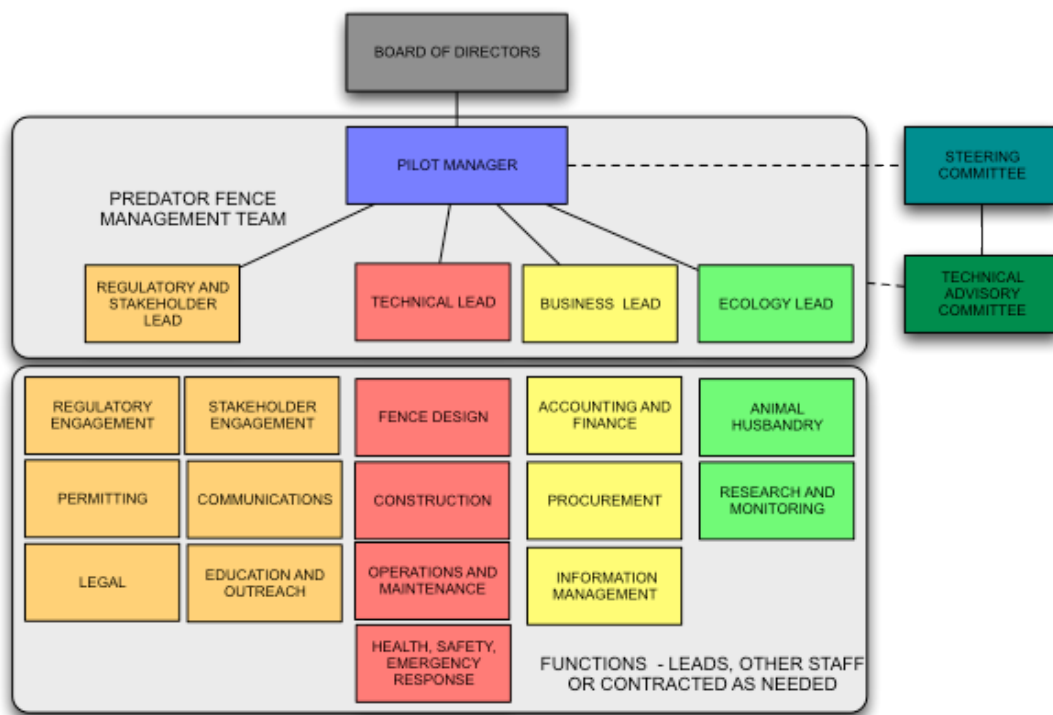 BOARD OF DIRECTORS
PILOT MANAGER
STEERING
COMMITTEE
PREDATOR FENCE
MANAGEMENT TEAM
REGULATORY AND
STAKEHOLDER
LEAD
TECHNICAL LEAD
BUSINESS LEAD
ECOLOGY LEAD
TECHNICAL
ADVISORY
COMMITTEE
REGULATORY
ENGAGEMENT
STAKEHOLDER
ENGAGEMENT
FENCE DESIGN
ACCOUNTING AND
FINANCE
ANIMAL
HUSBANDRY
PERMITTING
COMMUNICATIONS
CONSTRUCTION
PROCUREMENT
RESEARCH AND
MONITORING
LEGAL
EDUCATION AND
OUTREACH
OPERATIONS AND
MAINTENANCE
INFORMATION
MANAGEMENT
HEALTH, SAFETY,
EMERGENCY
RESPONSE
FUNCTIONS - LEADS, OTHER STAFF
OR CONTRACTED AS NEEDED